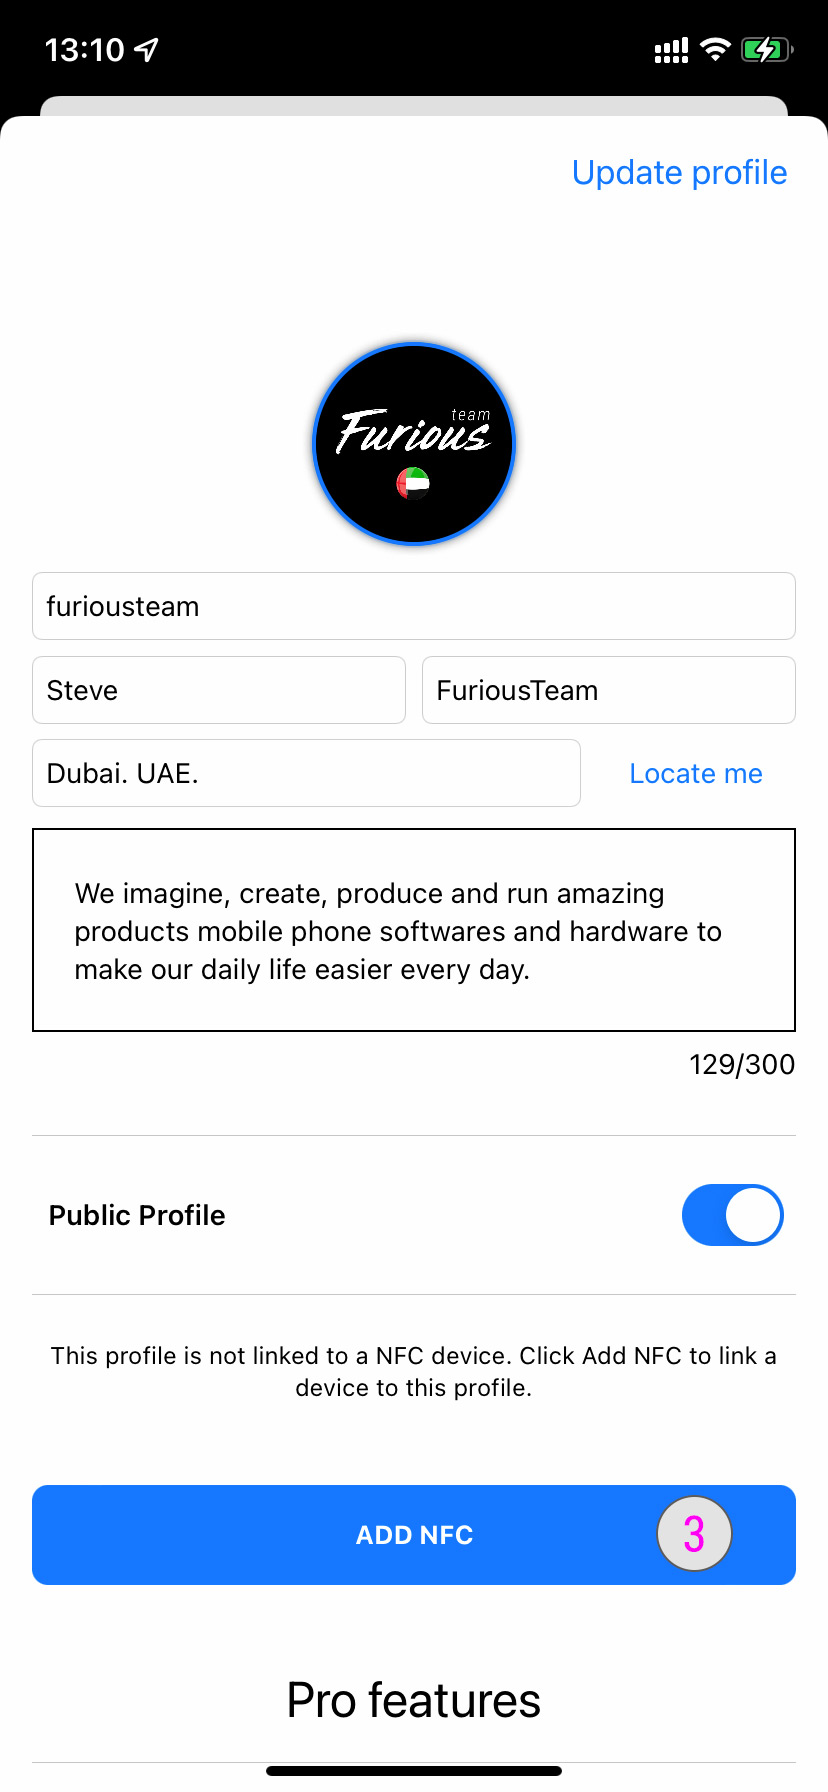 13:10
Update profile
team
Furious
furiousteam
Steve
FuriousTeam
Dubai. UAE.
Locate me
We imagine, create, produce and run amazing
products mobile phone softwares and hardware to
make our daily life easier every day.
129/300
Public Profile
This profile is not linked to a NFC device. Click Add NFC to link a
device to this profile.
ADD NFC
3
Pro features